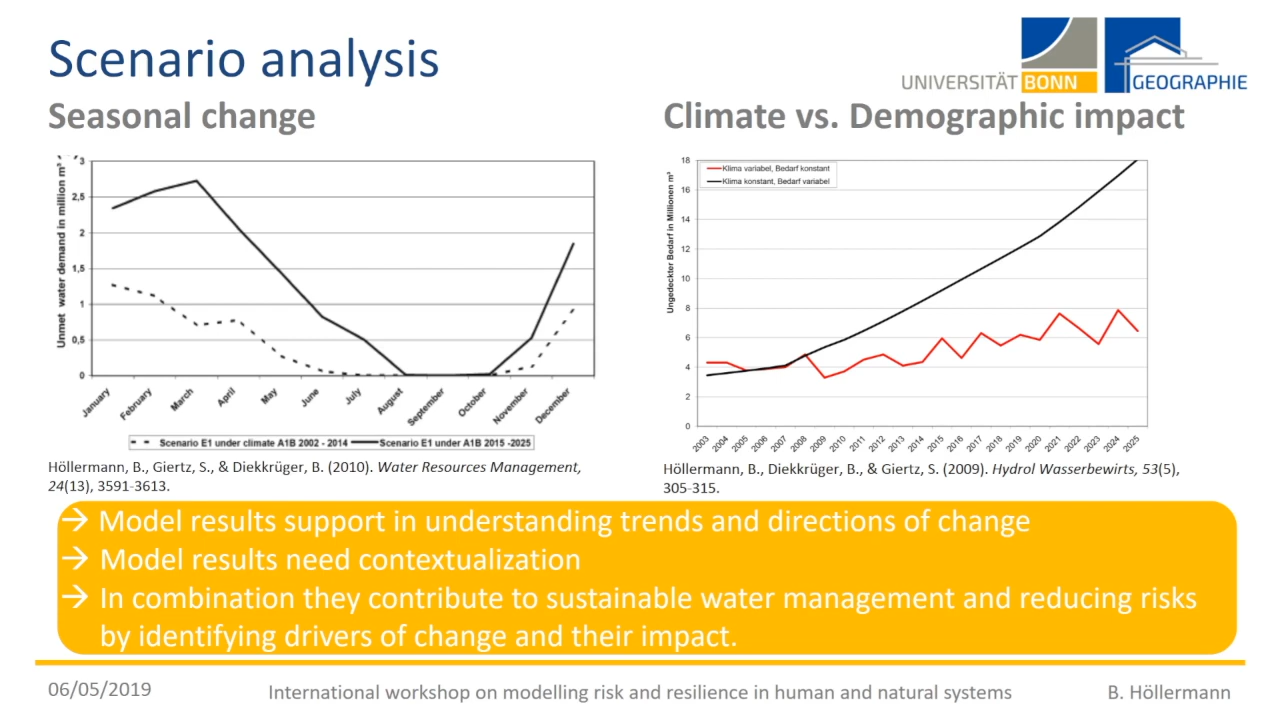 Scenario analysis
UNIVERSITÄT BONN
GEOGRAPHIE
Seasonal change
Climate vs. Demographic impact
Unmet water demand in million m³
3
2,5
2
1,5
1
0,5
0
January
February
March
April
May
June
July
August
September
October
November
December
Scenario E1 under climate A1B 2002 - 2014
Scenario E1 under A1B 2015 -2025
Ungedeckter Bedarf in Millionen m³
18
16
14
12
10
8
6
4
2
0
Klima variabel, Bedarf konstant
Klima konstant, Bedarf variabel
2003
2004
2005
2006
2007
2008
2009
2010
2011
2012
2013
2014
2015
2016
2017
2018
2019
2020
2021
2022
2023
2024
2025
Höllermann, B., Giertz, S., & Diekkrüger, B. (2010). Water Resources Management,
24(13), 3591-3613.
Höllermann, B., Diekkrüger, B., & Giertz, S. (2009). Hydrol Wasserbewirts, 53(5),
305-315.
→ Model results support in understanding trends and directions of change
→ Model results need contextualization
→ In combination they contribute to sustainable water management and reducing risks
by identifying drivers of change and their impact.
06/05/2019
International workshop on modelling risk and resilience in human and natural systems
B. Höllermann